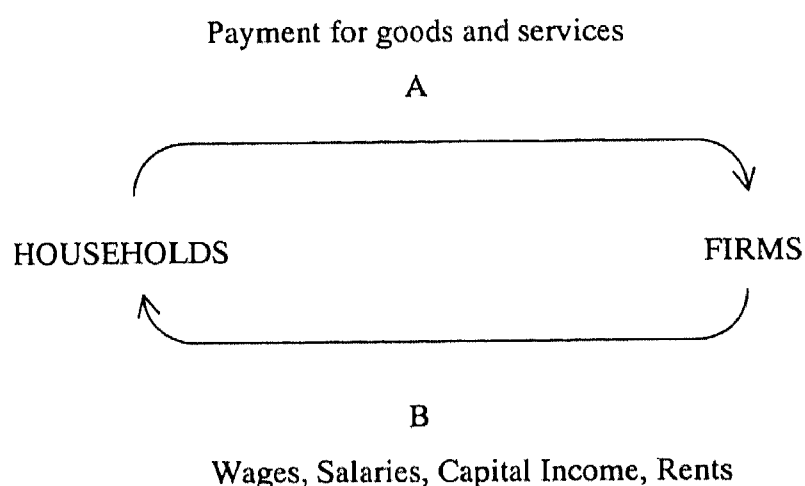 Payment for goods and services
A
HOUSEHOLDS FIRMS
B
Wages, Salaries, Capital Income, Rents